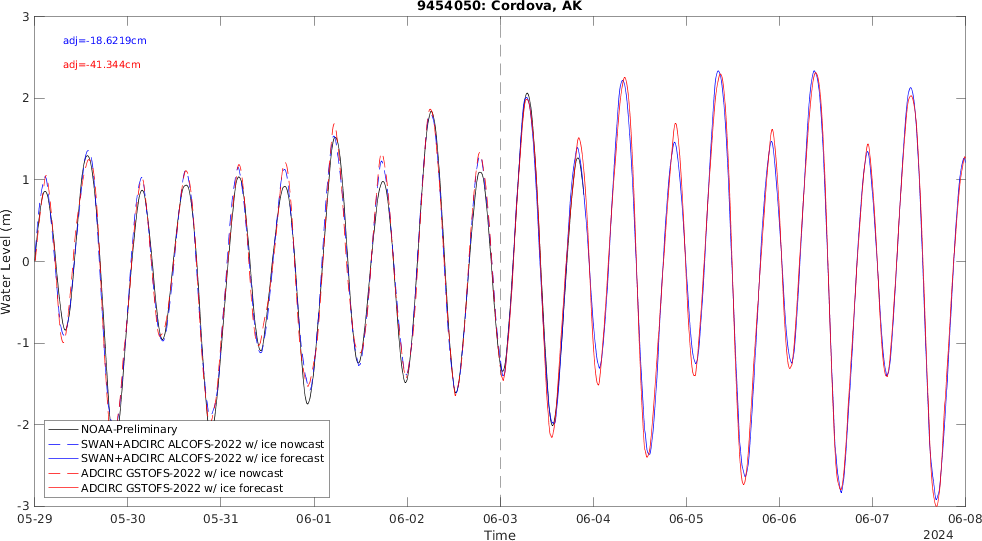 9454050: Cordova, AK
adj=-18.6219cm
adj=-41.344cm
Water Level (m)
3
2
1
0
-1
-2
-3
NOAA-Preliminary
SWAN+ADCIRC ALCOFS-2022 w/ ice nowcast
SWAN+ADCIRC ALCOFS-2022 w/ ice forecast
ADCIRC GSTOFS-2022 w/ ice nowcast
ADCIRC GSTOFS-2022 w/ ice forecast
05-29 05-30 05-31 06-01 06-02 06-03 06-04 06-05 06-06 06-07 06-08
Time
2024